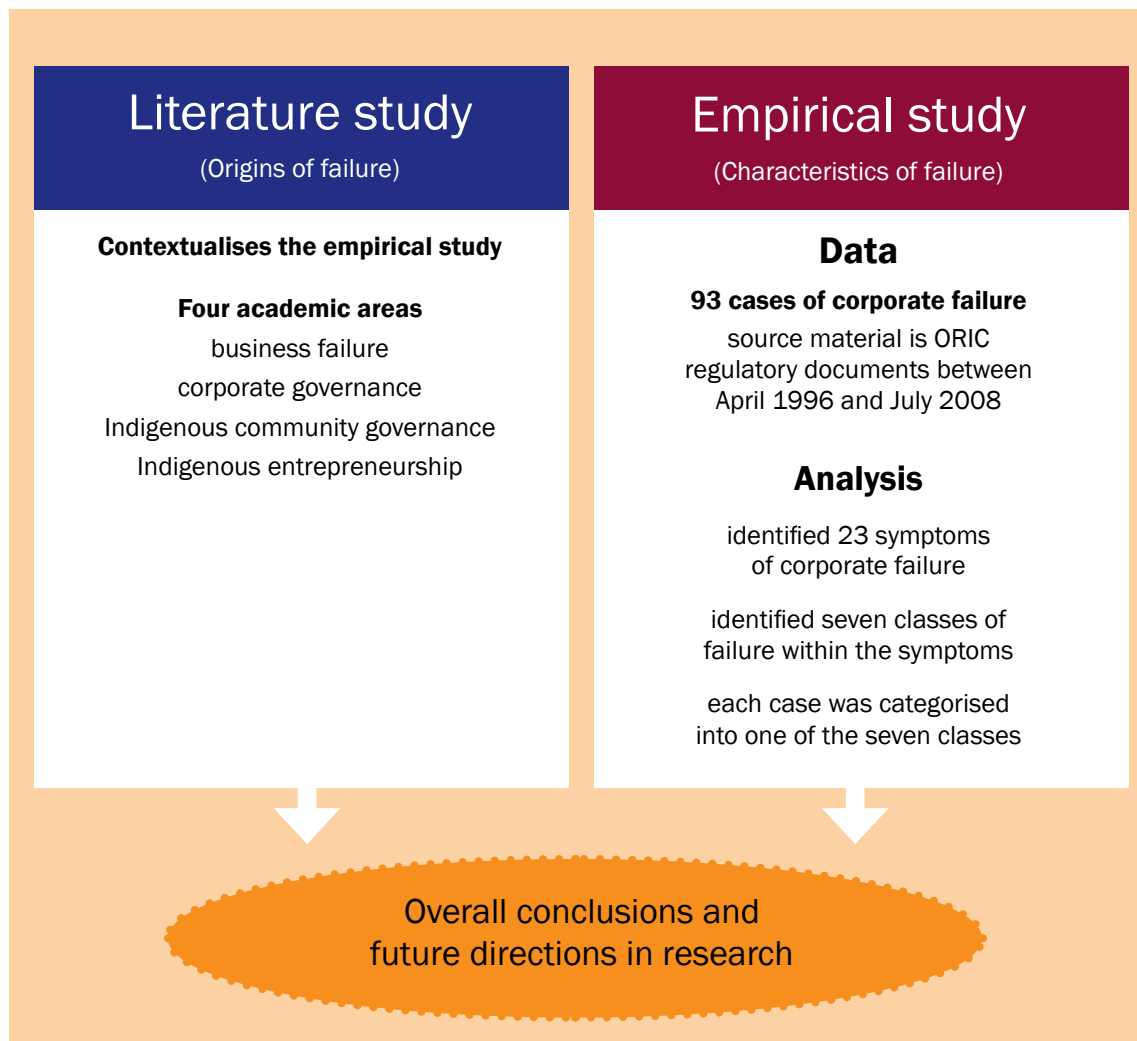 Literature study
(Origins of failure)
Contextualises the empirical study
Four academic areas
business failure
corporate governance
Indigenous community governance
Indigenous entrepreneurship
Empirical study
(Characteristics of failure)
Data
93 cases of corporate failure
source material is ORIC
regulatory documents between
April 1996 and July 2008
Analysis
identified 23 symptoms
of corporate failure
identified seven classes of
failure within the symptoms
each case was categorised
into one of the seven classes
Overall conclusions and
future directions in research